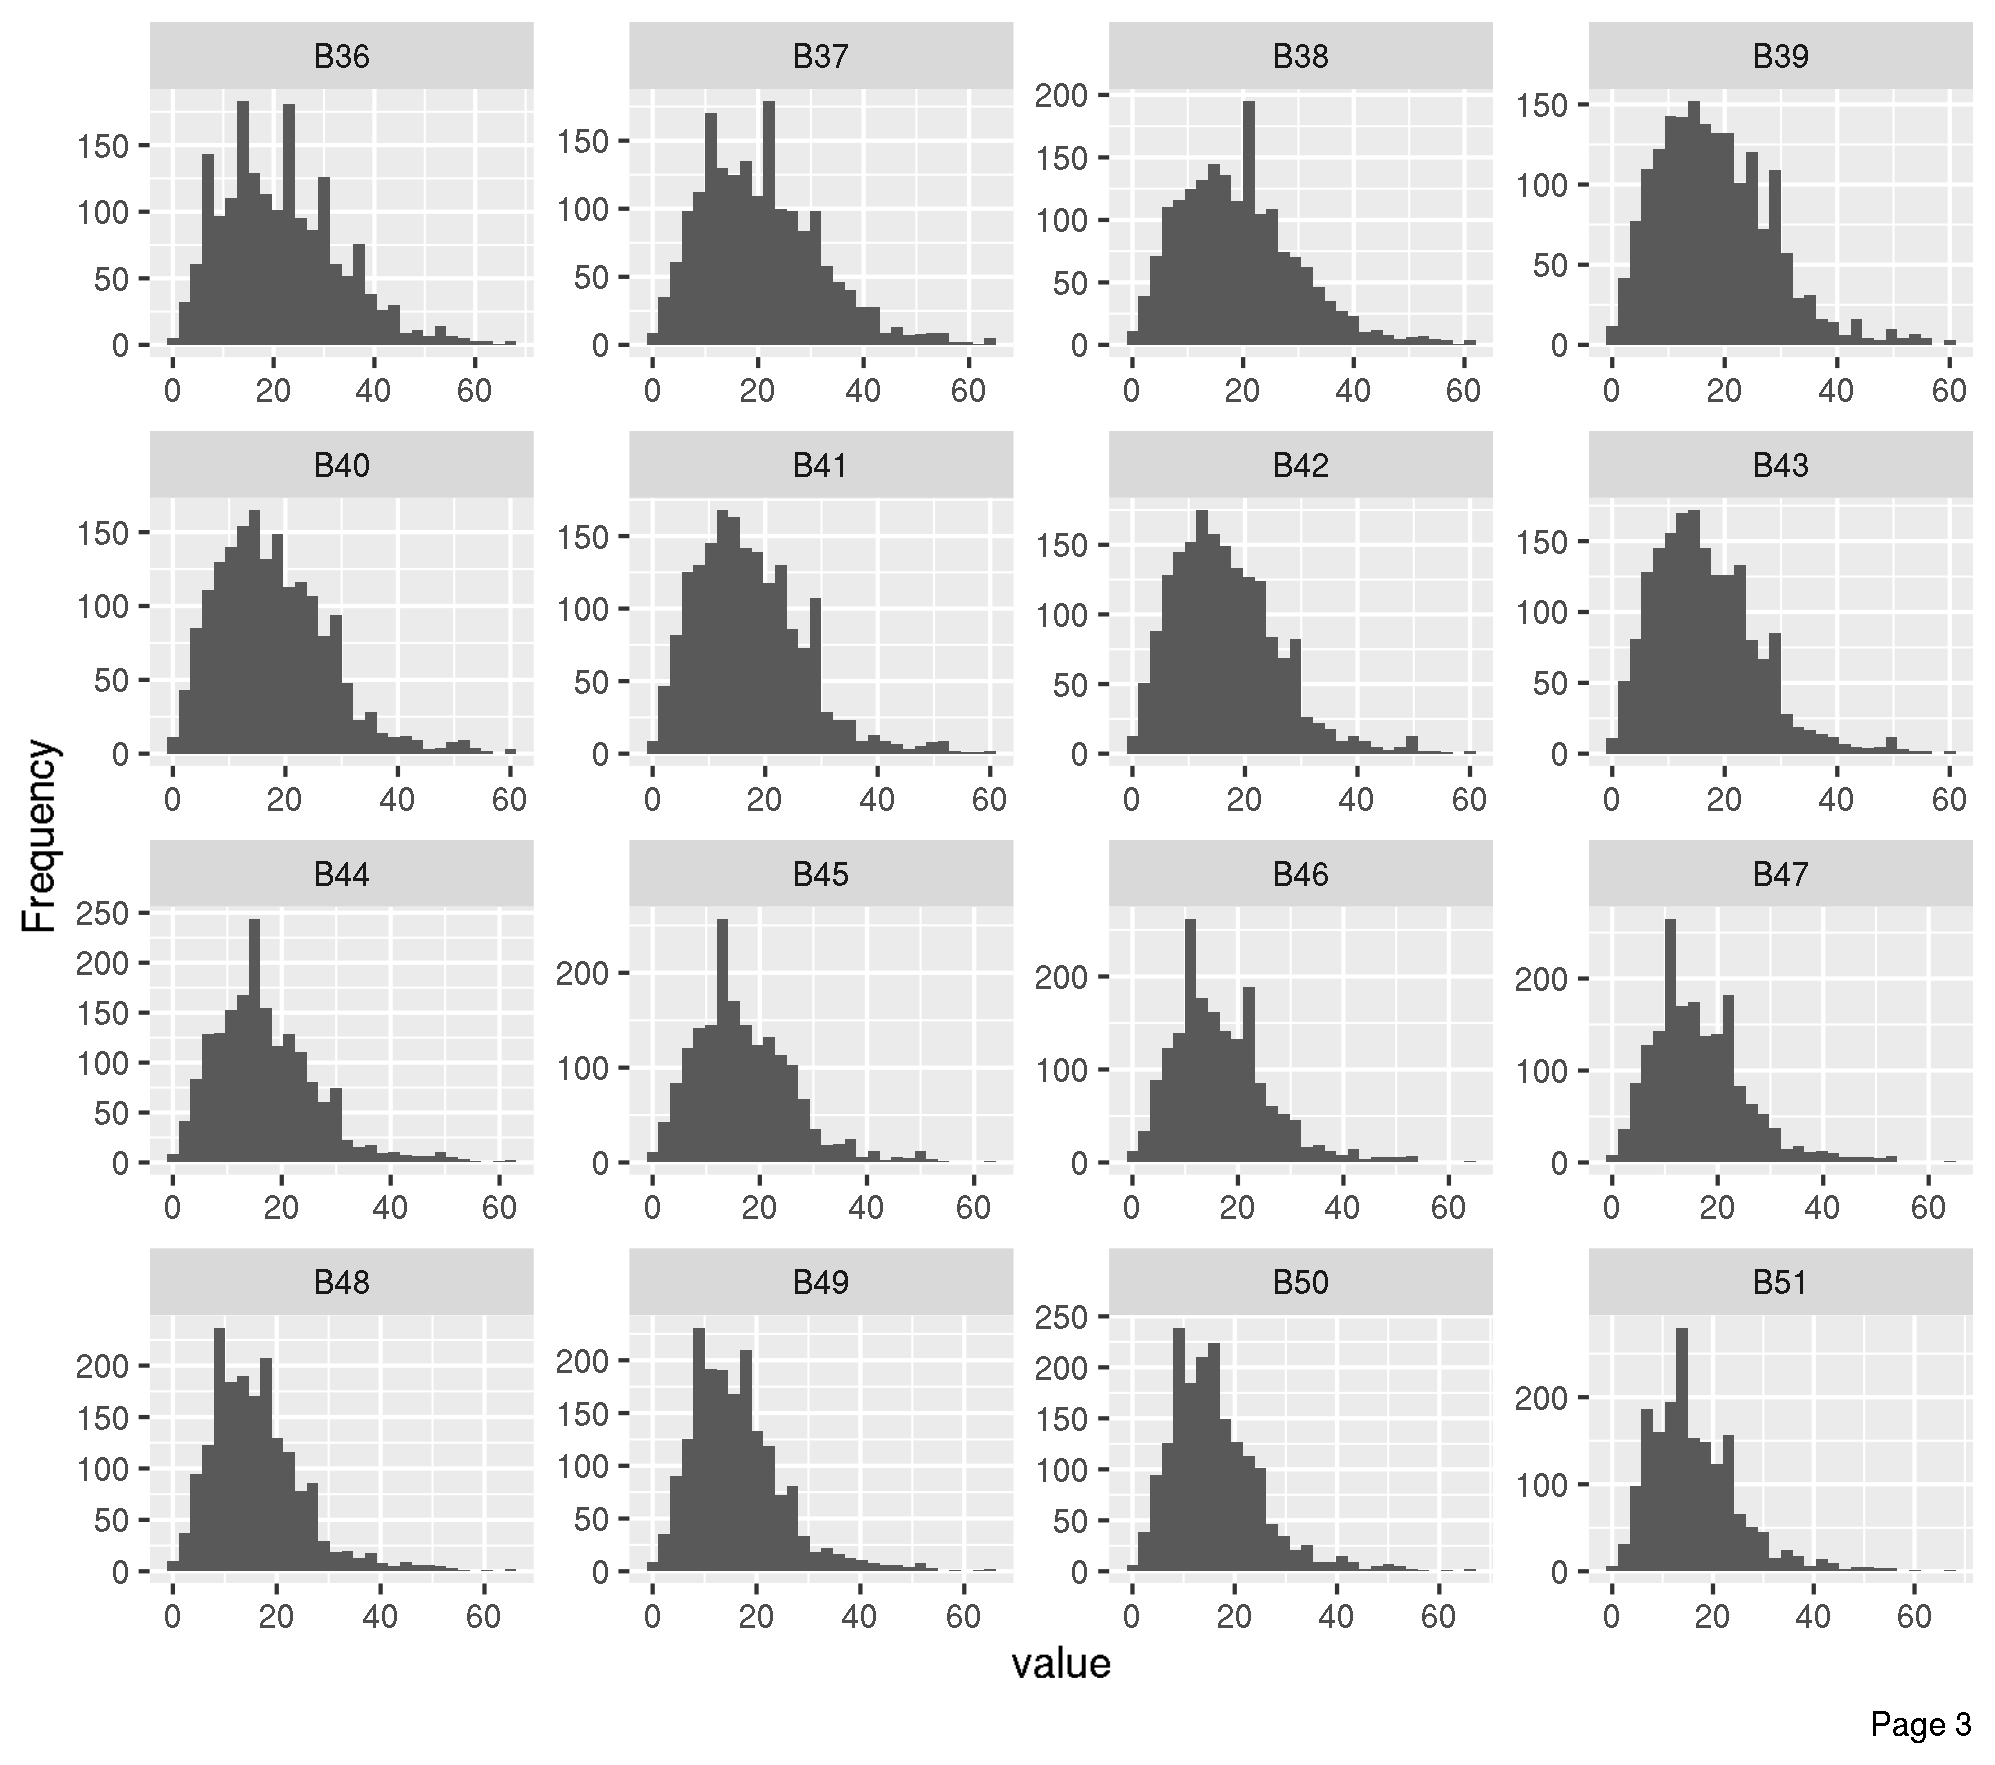 B36 B37 B38 B39
200
150 150 150 150
100 100 100 100
50 50 50 50
0 0 0 0
0 20 40 60 0 20 40 60 0 20 40 60 0 20 40 60
B40 B41 B42 B43
150 150 150 150
100 100 100 100
50 50 50 50
0 0 0 0
0 20 40 60 0 20 40 60 0 20 40 60 0 20 40 60
Frequency
B44 B45 B46 B47
250
200 200 200 200
150
100 100 100 100
50
0 0 0 0
0 20 40 60 0 20 40 60 0 20 40 60 0 20 40 60
B48 B49 B50 B51
250
200 200 200 200
150 150 150
100 100 100 100
50 50 50
0 0 0 0
0 20 40 60 0 20 40 60 0 20 40 60 0 20 40 60
value
Page 3